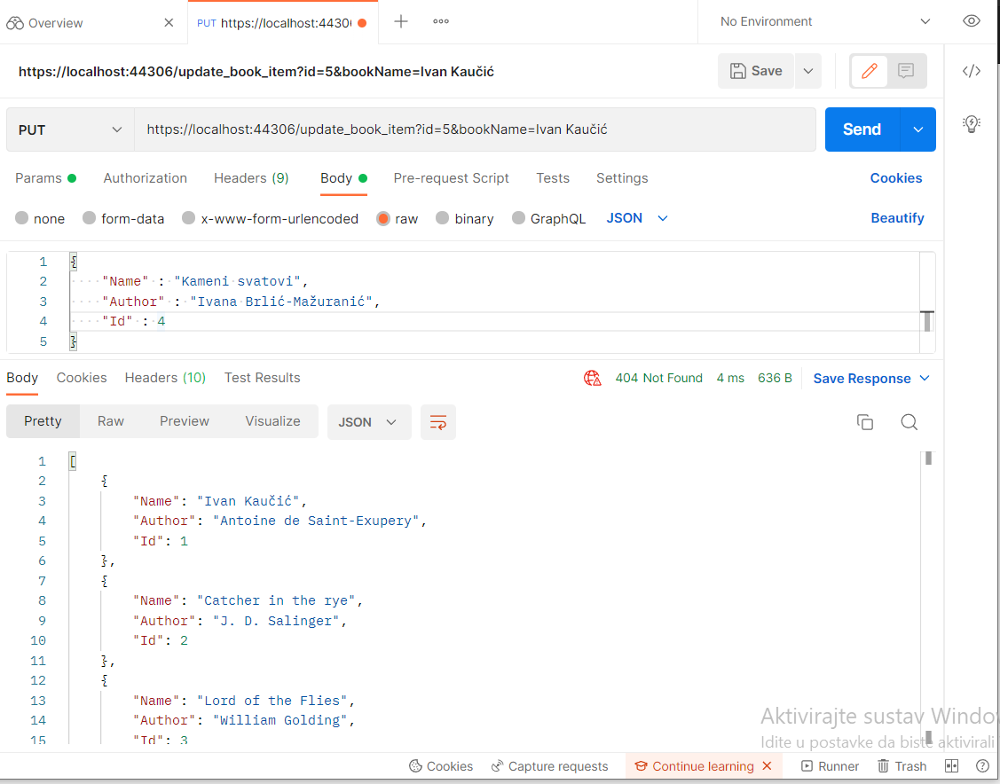 Overview
PUT https://localhost:4430
No Environment
https://localhost:44306/update_book_item?id=5&bookName=Ivan Kaučić
Save
PUT
https://localhost:44306/update_book_item?id=5&bookName=Ivan Kaučić
Send
Params
Authorization
Headers (9)
Body
Pre-request Script
Tests
Settings
Cookies
none
form-data
x-www-form-urlencoded
raw
binary
GraphQL
JSON
Beautify
1 {
2 "Name" : "Kameni svatovi",
3 "Author" : "Ivana Brlić-Mažuranić",
4 "Id" : 4
5 }
Body
Cookies
Headers (10)
Test Results
404 Not Found
4 ms
636 B
Save Response
Pretty
Raw
Preview
Visualize
JSON
1 [
2 {
3 "Name": "Ivan Kaučić",
4 "Author": "Antoine de Saint-Exupery",
5 "Id": 1
6 },
7 {
8 "Name": "Catcher in the rye",
9 "Author": "J. D. Salinger",
10 "Id": 2
11 },
12 {
13 "Name": "Lord of the Flies",
14 "Author": "William Golding",
15 "Id": 3
Aktivirajte sustav Windo
Idite u postavke da biste aktivirali
Cookies
Capture requests
Continue learning
Runner
Trash